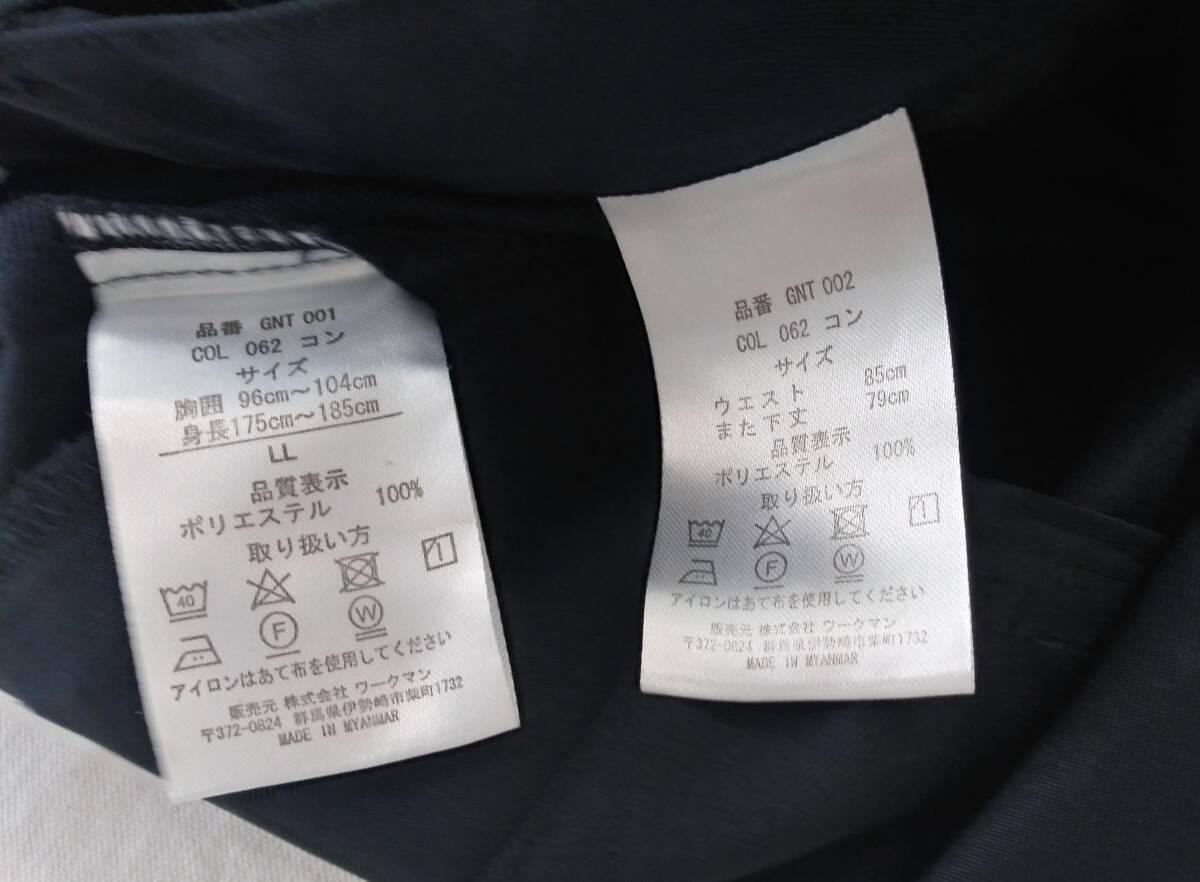 品番 GNT 001
COL 062 コン
サイズ
胸囲 96cm～104cm
身長175cm～185cm
LL
品質表示
ポリエステル 100%
取り扱い方
40
1
F
W
アイロンはあて布を使用してください
販売元 株式会社 ワークマン
〒372-0824 群馬県伊勢崎市柴町1732
MADE IN MYANMAR
品番 GNT 002
COL 062 コン
サイズ
ウエスト 85cm
また下丈 79cm
品質表示
ポリエステル 100%
取り扱い方
40
1
F
W
アイロンはあて布を使用してください
販売元 株式会社 ワークマン
〒372-0824 群馬県伊勢崎市柴町1732
MADE IN MYANMAR